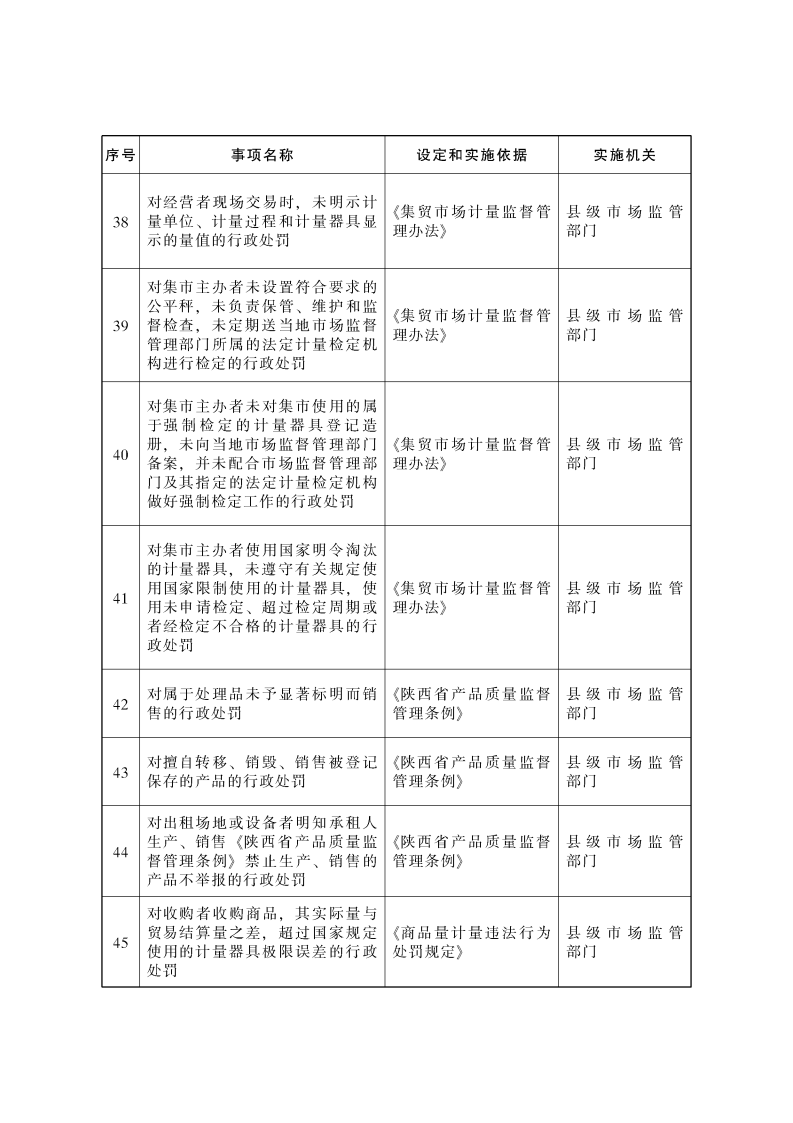 序号 事项名称 设定和实施依据 实施机关
38
对经营者现场交易时，未明示计
量单位、计量过程和计量器具显
示的量值的行政处罚
《集贸市场计量监督管
理办法》
县级市场监管
部门
39
对集市主办者未设置符合要求的
公平秤，未负责保管、维护和监
督检查，未定期送当地市场监督
管理部门所属的法定计量检定机
构进行检定的行政处罚
《集贸市场计量监督管
理办法》
县级市场监管
部门
40
对集市主办者未对集市使用的属
于强制检定的计量器具登记造
册，未向当地市场监督管理部门
备案，并未配合市场监督管理部
门及其指定的法定计量检定机构
做好强制检定工作的行政处罚
《集贸市场计量监督管
理办法》
县级市场监管
部门
41
对集市主办者使用国家明令淘汰
的计量器具，未遵守有关规定使
用国家限制使用的计量器具，使
用未申请检定、超过检定周期或
者经检定不合格的计量器具的行
政处罚
《集贸市场计量监督管
理办法》
县级市场监管
部门
42
对属于处理品未予显著标明而销
售的行政处罚
《陕西省产品质量监督
管理条例》
县级市场监管
部门
43
对擅自转移、销毁、销售被登记
保存的产品的行政处罚
《陕西省产品质量监督
管理条例》
县级市场监管
部门
44
对出租场地或设备者明知承租人
生产、销售《陕西省产品质量监
督管理条例》禁止生产、销售的
产品不举报的行政处罚
《陕西省产品质量监督
管理条例》
县级市场监管
部门
45
对收购者收购商品，其实际量与
贸易结算量之差，超过国家规定
使用的计量器具极限误差的行政
处罚
《商品量计量违法行为
处罚规定》
县级市场监管
部门